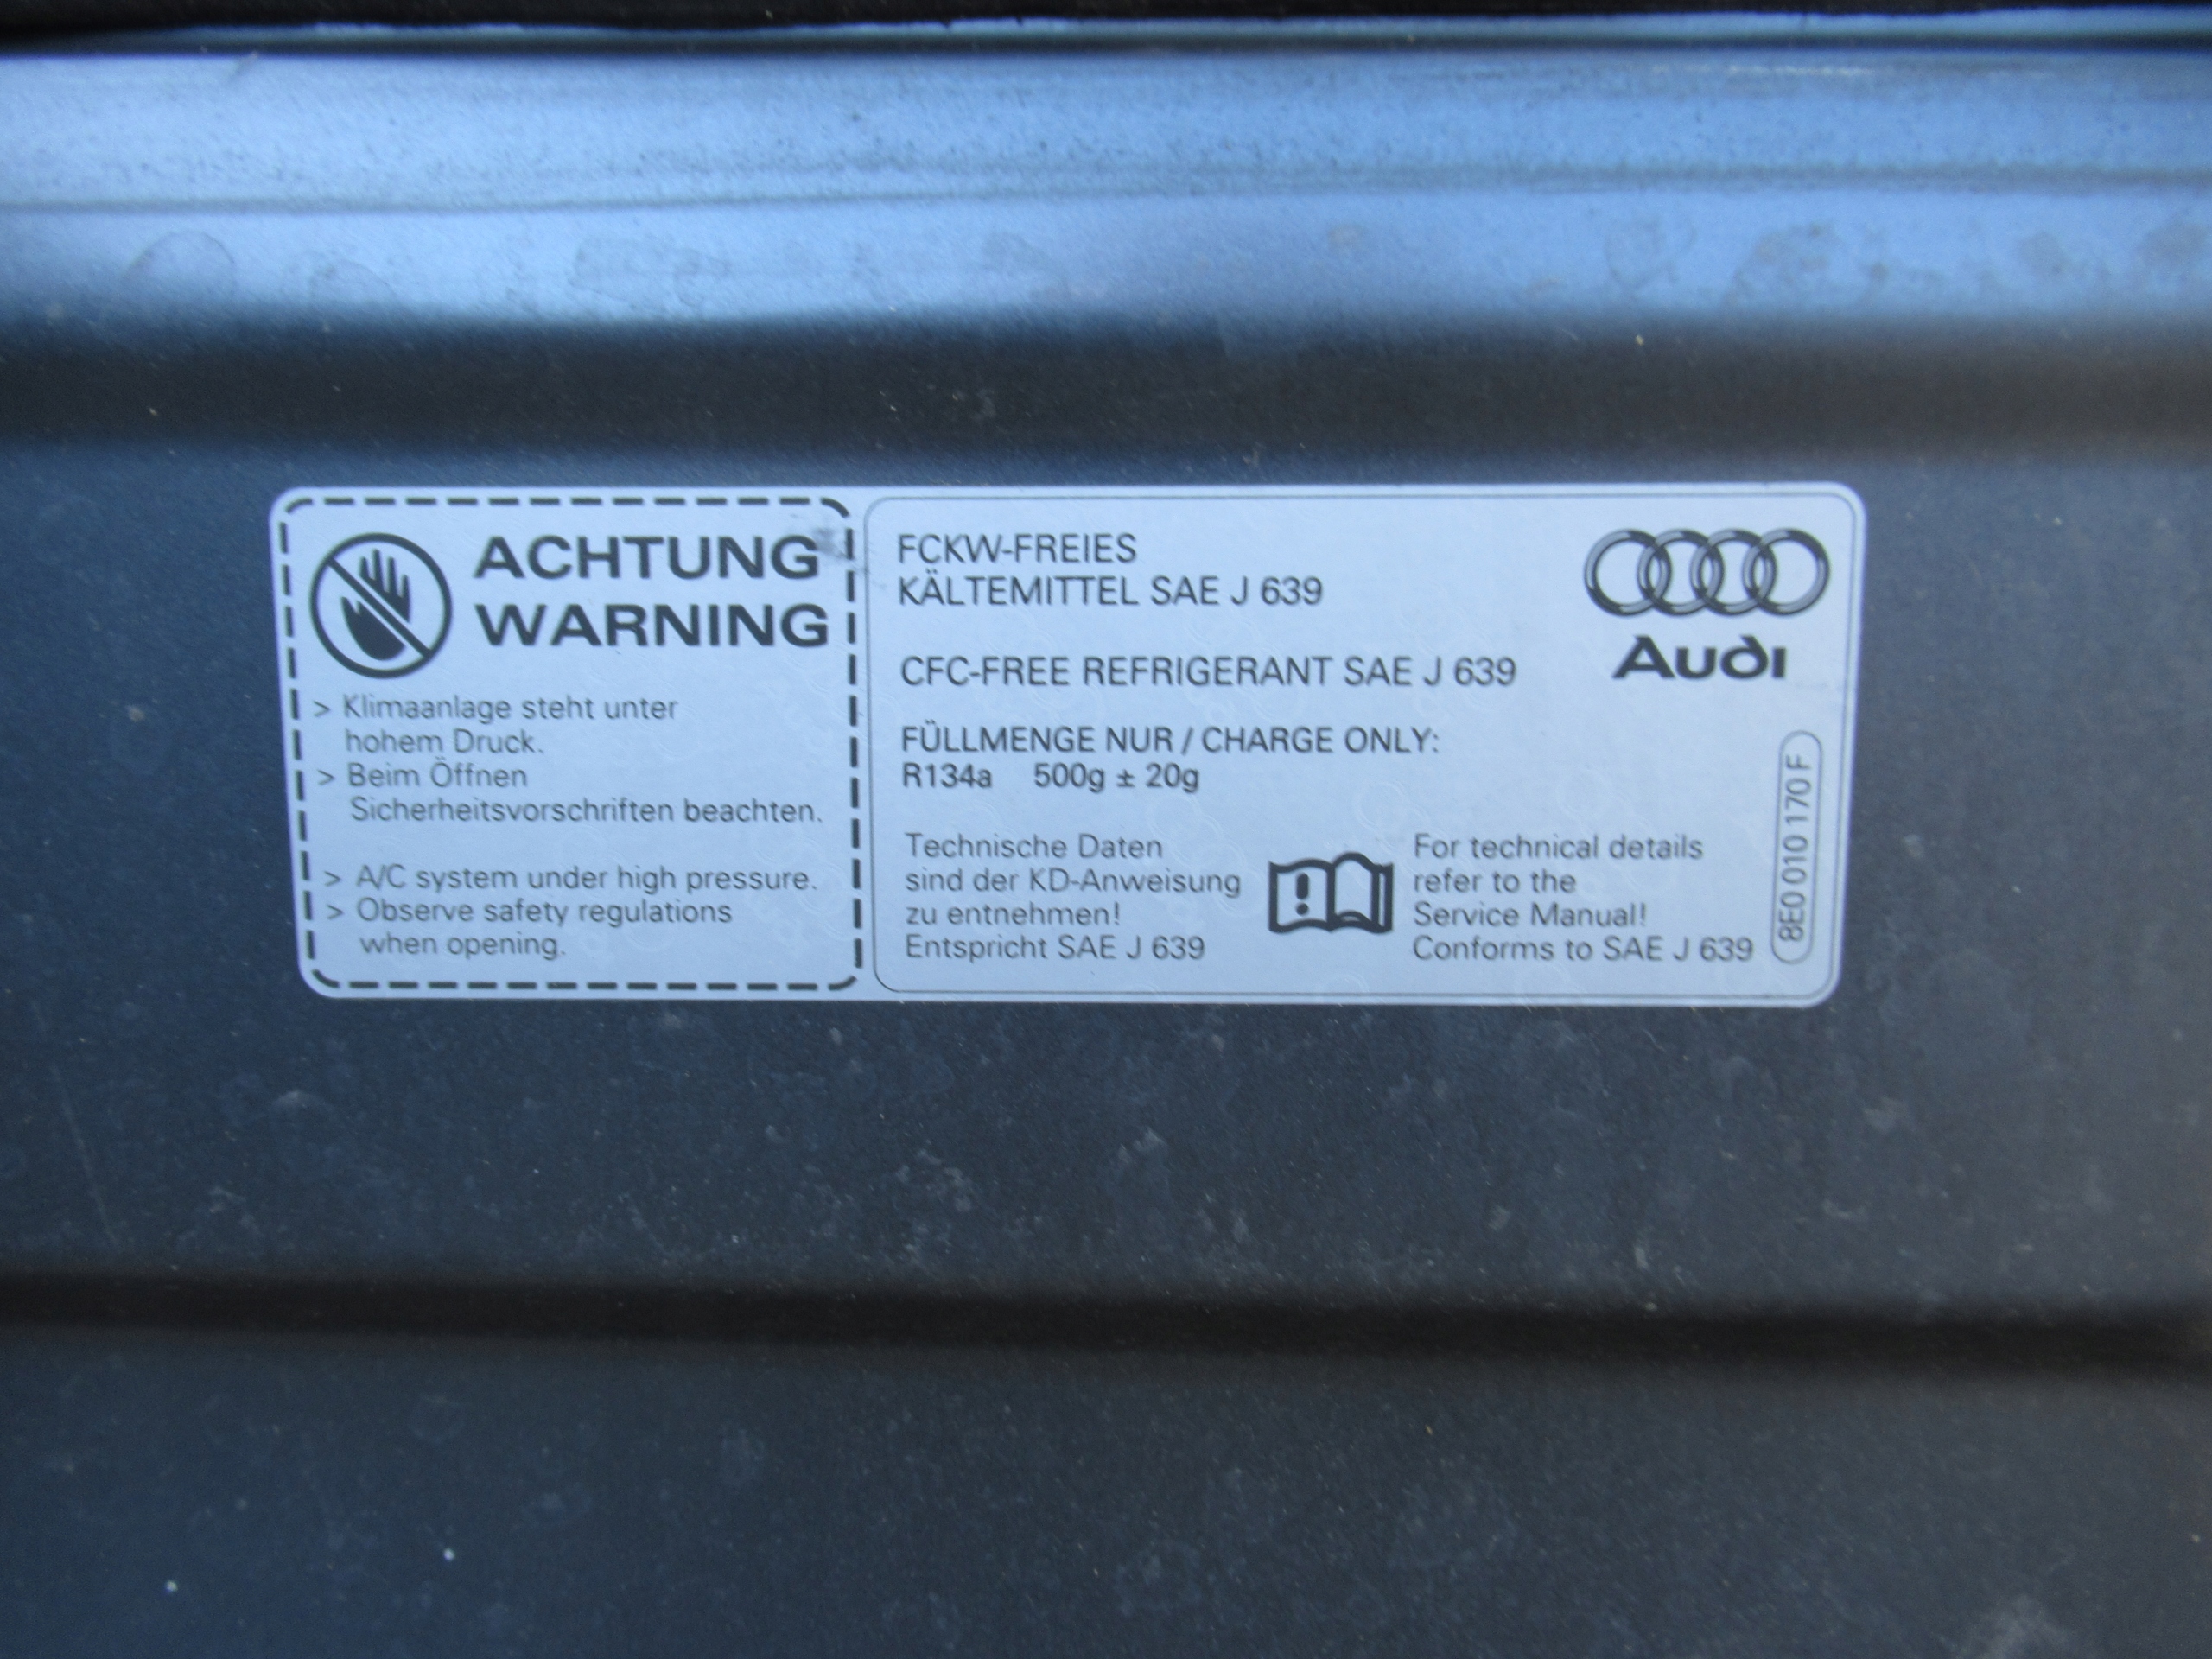 ACHTUNG
WARNING
> Klimaanlage steht unter
hohem Druck.
> Beim Öffnen
Sicherheitsvorschriften beachten.
> A/C system under high pressure.
> Observe safety regulations
when opening.
FCKW-FREIES
KÄLTEMITTEL SAE J 639
CFC-FREE REFRIGERANT SAE J 639
FÜLLMENGE NUR / CHARGE ONLY:
R134a 500g ± 20g
Technische Daten
sind der KD-Anweisung
zu entnehmen!
Entspricht SAE J 639
For technical details
refer to the
Service Manual!
Conforms to SAE J 639
Audi
8E0 010 170 F